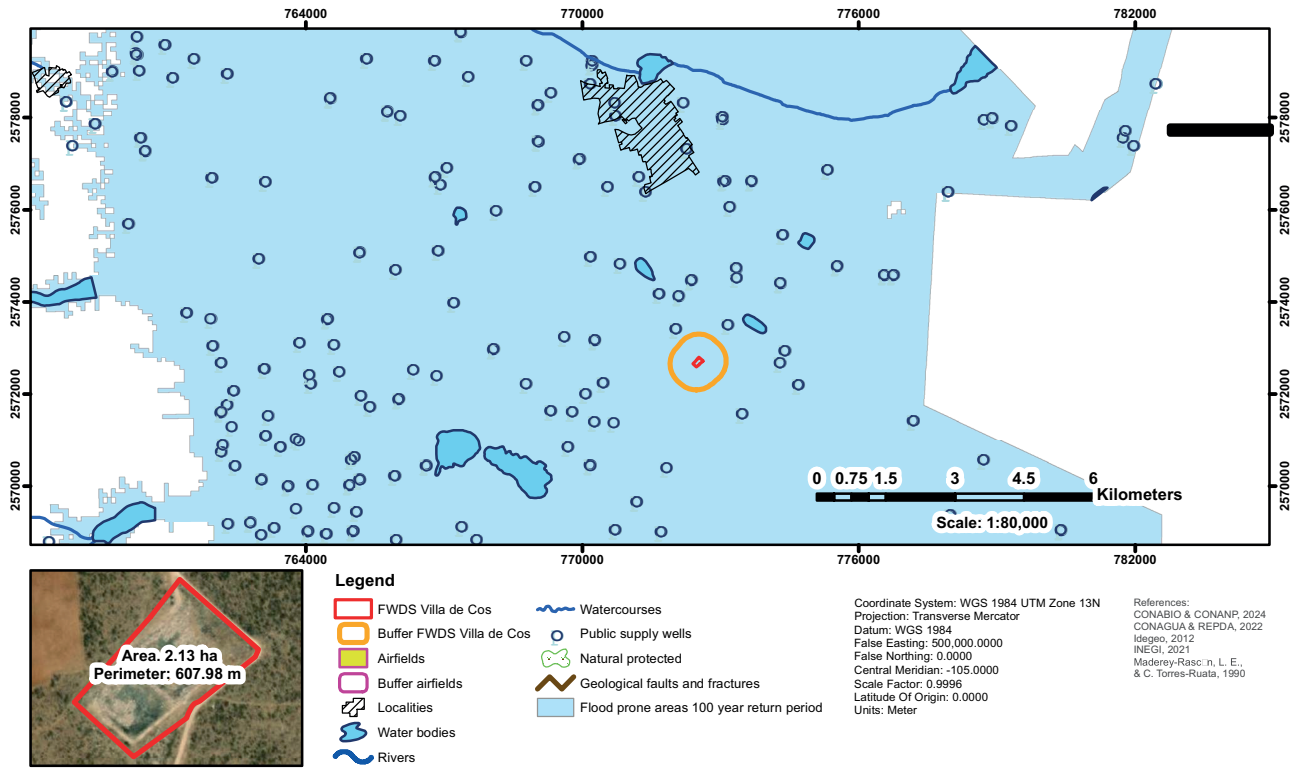 764000 770000 776000 782000
2578000 2578000
2576000 2576000
2574000 2574000
2572000 2572000
2570000 2570000
0 0.75 1.5 3 4.5 6
Kilometers
Scale: 1:80,000
764000 770000 776000 782000
Area. 2.13 ha
Perimeter: 607.98 m
Legend
FWDS Villa de Cos
Buffer FWDS Villa de Cos
Airfields
Buffer airfields
Localities
Water bodies
Rivers
Watercourses
Public supply wells
Natural protected
Geological faults and fractures
Flood prone areas 100 year return period
Coordinate System: WGS 1984 UTM Zone 13N
Projection: Transverse Mercator
Datum: WGS 1984
False Easting: 500,000.0000
False Northing: 0.0000
Central Meridian: -105.0000
Scale Factor: 0.9996
Latitude Of Origin: 0.0000
Units: Meter
References:
CONABIO & CONANP, 2024
CONAGUA & REPDA, 2022
Idegeo, 2012
INEGI, 2021
Maderey-Rasc□n, L. E.,
& C. Torres-Ruata, 1990